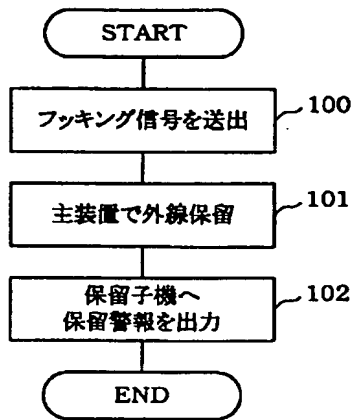 START
フッキング信号を送出
100
主装置で外線保留
101
保留子機へ
保留警報を出力
102
END